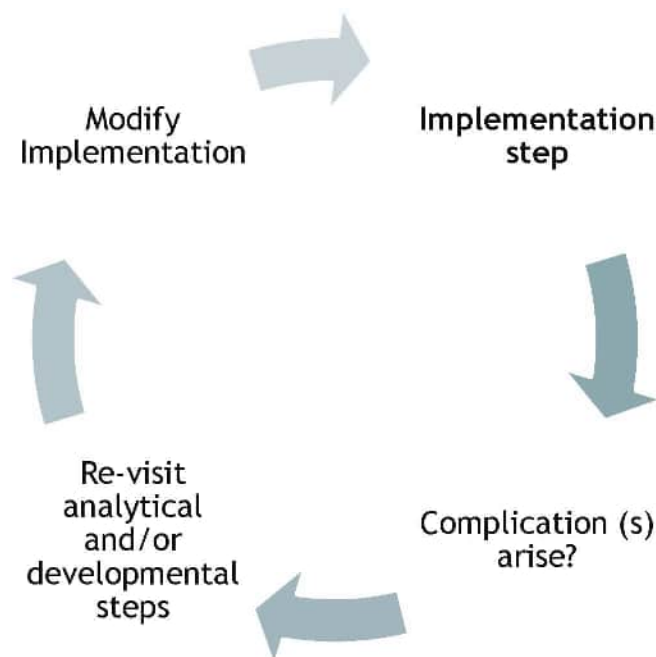 Modify
Implementation
Implementation
step
Complication (s)
arise?
Re-visit
analytical
and/or
developmental
steps